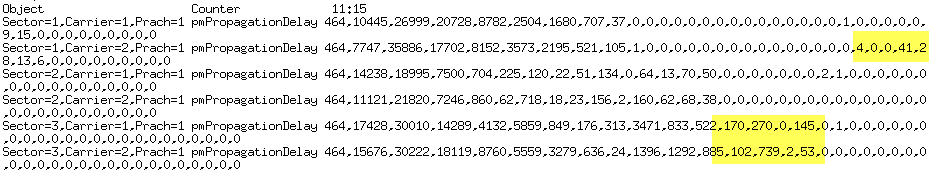 Object Counter 11:15
Sector=1,Carrier=1,Prach=1 pmPropagationDelay 464,10445,26999,20728,8782,2504,1680,707,37,0,0,0,0,0,0,0,0,0,0,0,0,0,0,0,1,0,0,0,0,0,
9,15,0,0,0,0,0,0,0,0,0
Sector=1,Carrier=2,Prach=1 pmPropagationDelay 464,7747,35886,17702,8152,3573,2195,521,105,1,0,0,0,0,0,0,0,0,0,0,0,0,0,0,0,4,0,0,41,2
8,13,6,0,0,0,0,0,0,0,0,0
Sector=2,Carrier=1,Prach=1 pmPropagationDelay 464,14238,18995,7500,704,225,120,22,51,134,0,64,13,70,50,0,0,0,0,0,0,0,2,1,0,0,0,0,0,0
,0,0,0,0,0,0,0,0,0,0,0
Sector=2,Carrier=2,Prach=1 pmPropagationDelay 464,11121,21820,7246,860,62,718,18,23,156,2,160,62,68,38,0,0,0,0,0,0,0,0,0,0,0,0,0,0,0
,0,0,0,0,0,0,0,0,0,0,0
Sector=3,Carrier=1,Prach=1 pmPropagationDelay 464,17428,30010,14289,4132,5859,849,176,313,3471,833,522,170,270,0,145,0,1,0,0,0,0,0,0
,0,0,0,0,0,0,0,0,0,0,0,0,0,0,0,0,0
Sector=3,Carrier=2,Prach=1 pmPropagationDelay 464,15676,30222,18119,8760,5559,3279,636,24,1396,1292,885,102,739,2,53,0,0,0,0,0,0,0,0
,0,0,0,0,0,0,0,0,0,0,0,0,0,0,0,0,0